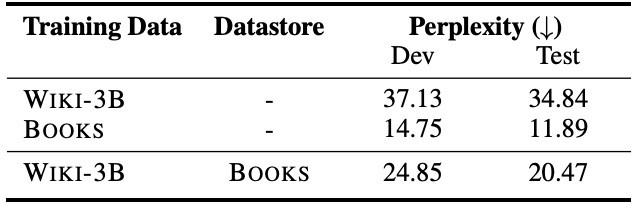 Training Data Datastore Perplexity (↓)
Dev Test
WIKI-3B - 37.13 34.84
BOOKS - 14.75 11.89
WIKI-3B BOOKS 24.85 20.47